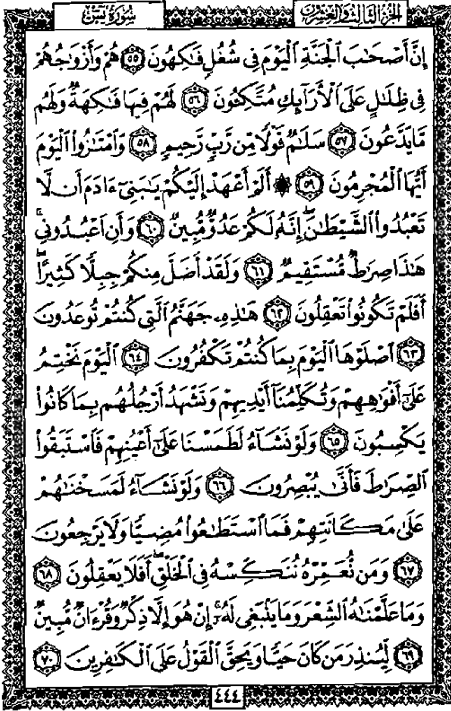 الجزء الثالث والعشرون
سورة يس
إِنَّ أَصْحَٰبَ ٱلْجَنَّةِ ٱلْيَوْمَ فِى شُغُلٍ فَٰكِهُونَ ٥٥ هُمْ وَأَزْوَٰجُهُمْ
فِى ظِلَٰلٍ عَلَى ٱلْأَرَآئِكِ مُتَّكِـُٔونَ ٥٦ لَهُمْ فِيهَا فَٰكِهَةٌ وَلَهُم
مَّا يَدَّعُونَ ٥٧ سَلَٰمٌ قَوْلًا مِّن رَّبٍّ رَّحِيمٍ ٥٨ وَٱمْتَٰزُوا۟ ٱلْيَوْمَ
أَيُّهَا ٱلْمُجْرِمُونَ ٥٩ ۞ أَلَمْ أَعْهَدْ إِلَيْكُمْ يَٰبَنِىٓ ءَادَمَ أَن لَّا
تَعْبُدُوا۟ ٱلشَّيْطَٰنَ ۖ إِنَّهُۥ لَكُمْ عَدُوٌّ مُّبِينٌ ٦٠ وَأَنِ ٱعْبُدُونِى ۚ
هَٰذَا صِرَٰطٌ مُّسْتَقِيمٌ ٦١ وَلَقَدْ أَضَلَّ مِنكُمْ جِبِلًّا كَثِيرًا ۖ
أَفَلَمْ تَكُونُوا۟ تَعْقِلُونَ ٦٢ هَٰذِهِۦ جَهَنَّمُ ٱلَّتِى كُنتُمْ تُوعَدُونَ
٦٣ ٱصْلَوْهَا ٱلْيَوْمَ بِمَا كُنتُمْ تَكْفُرُونَ ٦٤ ٱلْيَوْمَ نَخْتِمُ
عَلَىٰٓ أَفْوَٰهِهِمْ وَتُكَلِّمُنَآ أَيْدِيهِمْ وَتَشْهَدُ أَرْجُلُهُم بِمَا كَانُوا۟
يَكْسِبُونَ ٦٥ وَلَوْ نَشَآءُ لَطَمَسْنَا عَلَىٰٓ أَعْيُنِهِمْ فَٱسْتَبَقُوا۟
ٱلصِّرَٰطَ فَأَنَّىٰ يُبْصِرُونَ ٦٦ وَلَوْ نَشَآءُ لَمَسَخْنَٰهُمْ
عَلَىٰ مَكَانَتِهِمْ فَمَا ٱسْتَطَٰعُوا۟ مُضِيًّا وَلَا يَرْجِعُونَ
٦٧ وَمَن نُّعَمِّرْهُ نُنَكِّسْهُ فِى ٱلْخَلْقِ ۖ أَفَلَا يَعْقِلُونَ ٦٨
وَمَا عَلَّمْنَٰهُ ٱلشِّعْرَ وَمَا يَنۢبَغِى لَهُۥٓ ۚ إِنْ هُوَ إِلَّا ذِكْرٌ وَقُرْءَانٌ مُّبِينٌ
٦٩ لِّيُنذِرَ مَن كَانَ حَيًّا وَيَحِقَّ ٱلْقَوْلُ عَلَى ٱلْكَٰفِرِينَ ٧٠
٤٤٤